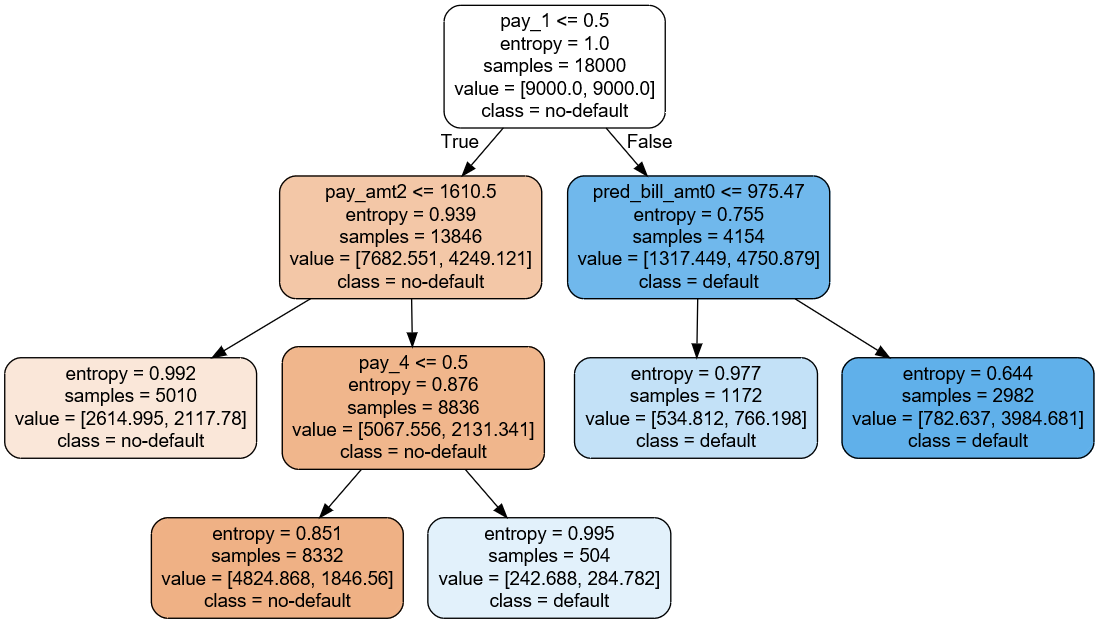 pay_1 <= 0.5
entropy = 1.0
samples = 18000
value = [9000.0, 9000.0]
class = no-default
True
False
pay_amt2 <= 1610.5
entropy = 0.939
samples = 13846
value = [7682.551, 4249.121]
class = no-default
pred_bill_amt0 <= 975.47
entropy = 0.755
samples = 4154
value = [1317.449, 4750.879]
class = default
entropy = 0.992
samples = 5010
value = [2614.995, 2117.78]
class = no-default
pay_4 <= 0.5
entropy = 0.876
samples = 8836
value = [5067.556, 2131.341]
class = no-default
entropy = 0.977
samples = 1172
value = [534.812, 766.198]
class = default
entropy = 0.644
samples = 2982
value = [782.637, 3984.681]
class = default
entropy = 0.851
samples = 8332
value = [4824.868, 1846.56]
class = no-default
entropy = 0.995
samples = 504
value = [242.688, 284.782]
class = default